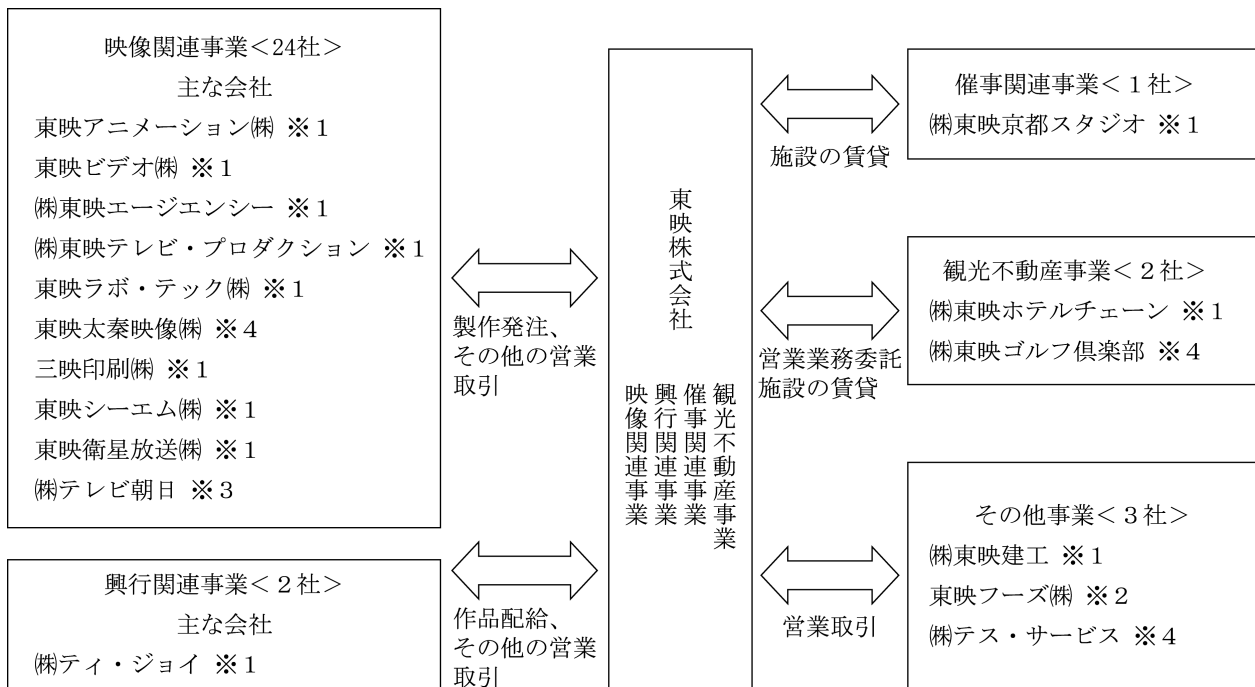 映像関連事業＜24社＞
主な会社
東映アニメーション㈱ ※１
東映ビデオ㈱ ※１
㈱東映エージエンシー ※１
㈱東映テレビ・プロダクション ※１
東映ラボ・テック㈱ ※１
東映太秦映像㈱ ※４
三映印刷㈱ ※１
東映シーエム㈱ ※１
東映衛星放送㈱ ※１
㈱テレビ朝日 ※３
興行関連事業＜２社＞
主な会社
㈱ティ・ジョイ ※１
製作発注、
その他の営業
取引
作品配給、
その他の営業
取引
東映株式会社
観光不動産事業
催事関連事業
興行関連事業
映像関連事業
施設の賃貸
営業業務委託
施設の賃貸
営業取引
催事関連事業＜１社＞
㈱東映京都スタジオ ※１
観光不動産事業＜２社＞
㈱東映ホテルチェーン ※１
㈱東映ゴルフ倶楽部 ※４
その他事業＜３社＞
㈱東映建工 ※１
東映フーズ㈱ ※２
㈱テス・サービス ※４